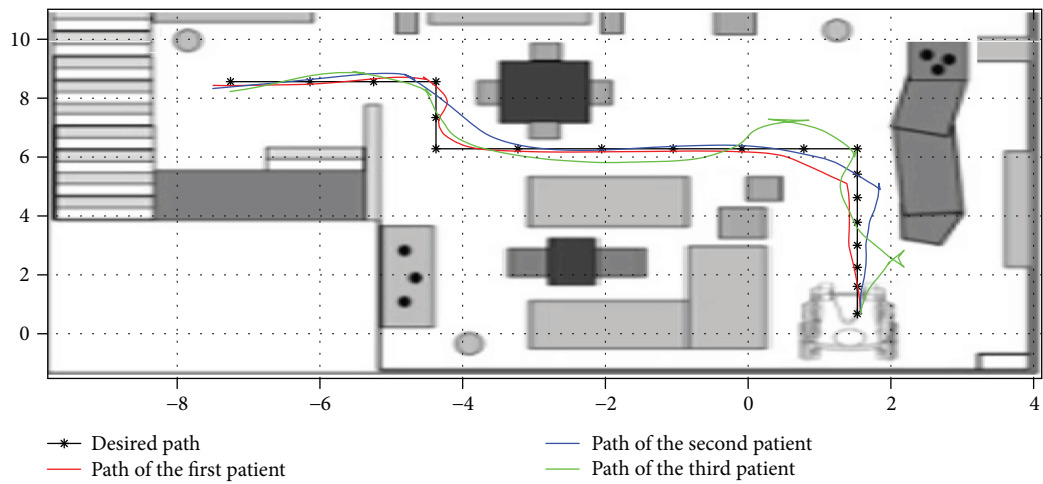 10
8
6
4
2
0
−8 −6 −4 −2 0 2 4
Desired path
Path of the first patient
Path of the second patient
Path of the third patient